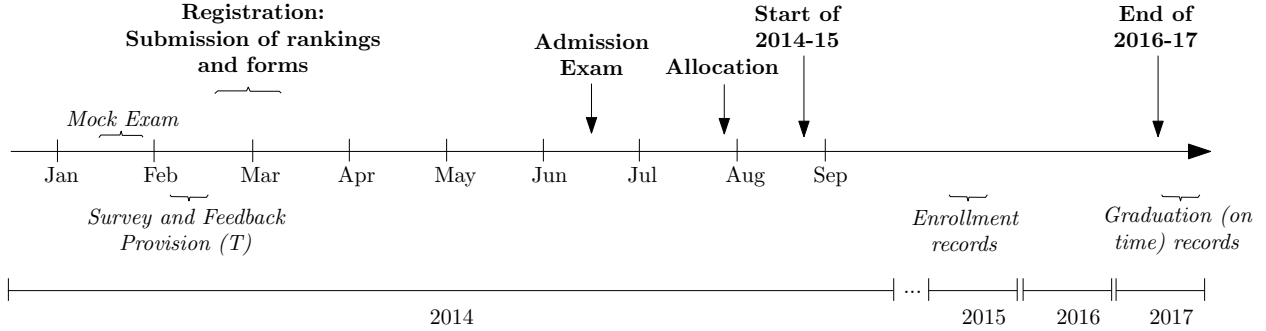 Registration:
Submission of rankings
and forms
Start of
2014-15
End of
2016-17
Admission
Exam
Allocation
Mock Exam
Jan
Feb
Mar
Apr
May
Jun
Jul
Aug
Sep
Survey and Feedback
Provision (T)
Enrollment
records
Graduation (on
time) records
...
2014
2015
2016
2017